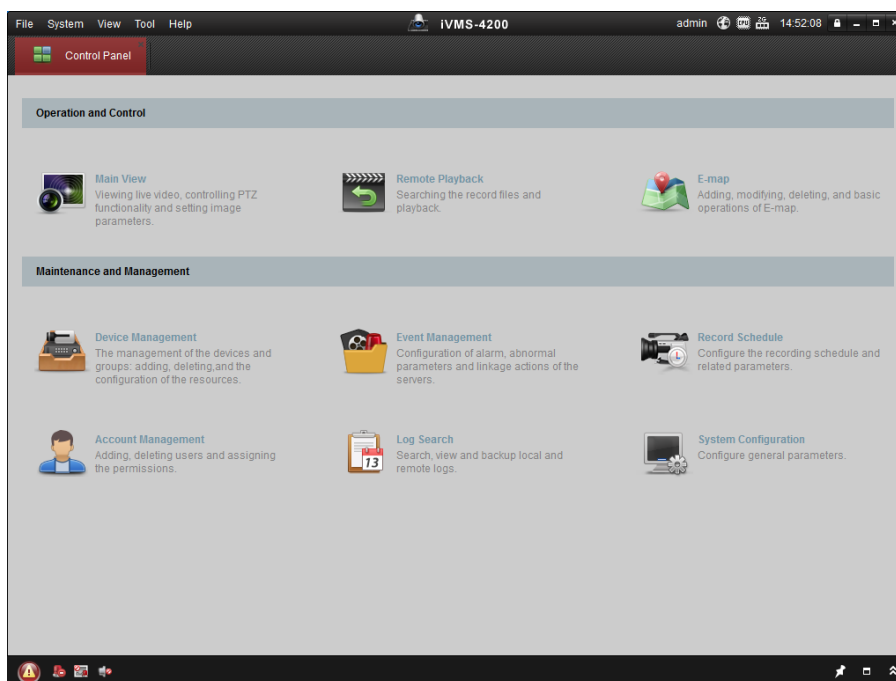 File System View Tool Help iVMS-4200 admin CPU 2G 14:52:08
Control Panel
Operation and Control
Main View
Viewing live video, controlling PTZ
functionality and setting image
parameters.
Remote Playback
Searching the record files and
playback.
E-map
Adding, modifying, deleting, and basic
operations of E-map.
Maintenance and Management
Device Management
The management of the devices and
groups: adding, deleting,and the
configuration of the resources.
Event Management
Configuration of alarm, abnormal
parameters and linkage actions of the
servers.
Record Schedule
Configure the recording schedule and
related parameters.
Account Management
Adding, deleting users and assigning
the permissions.
13
Log Search
Search, view and backup local and
remote logs.
System Configuration
Configure general parameters.